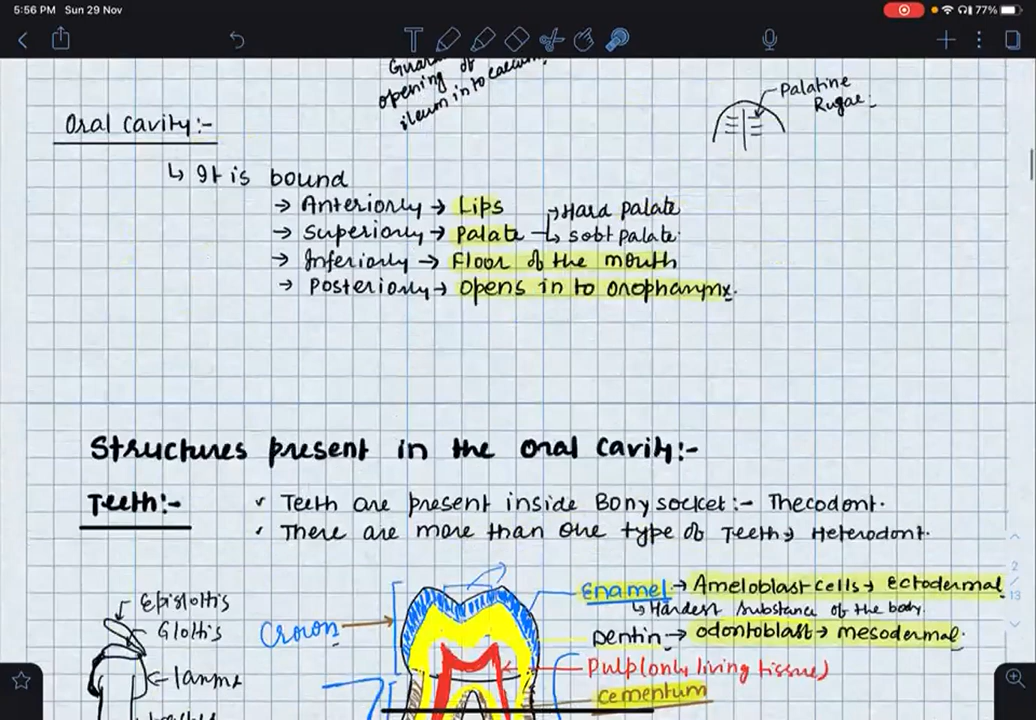 5:56 PM Sun 29 Nov
77%
Guar
opening of
ileum into caecum
Palatine
Rugae:
Oral cavity:-
↳ It is bound
→ Anteriorly → Lips
→ Hard palate
→ Superiorly → Palate
↳ soft palate
→ Inferiorly → Floor of the mouth
→ Posteriorly → opens in to oropharynx.
Structures present in the Oral cavity:-
Teeth:-
Teeth are present inside Bony socket:- Thecodont.
There are more than one type of Teeth → Heterodont.
Enamel → Ameloblast cells → Ectodermal
↳ Hardest substance of the body.
Epiglottis
Glottis
Crown
Dentin → odontoblast → mesodermal.
Pulp(only living tissue)
cementum
2
13